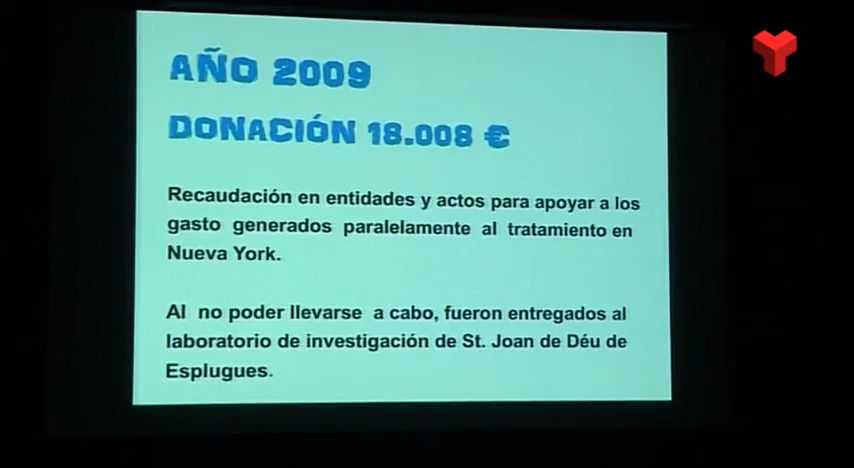 AÑO 2009
DONACIÓN 18.008 €
Recaudación en entidades y actos para apoyar a los
gasto generados paralelamente al tratamiento en
Nueva York.
Al no poder llevarse a cabo, fueron entregados al
laboratorio de investigación de St. Joan de Déu de
Esplugues.